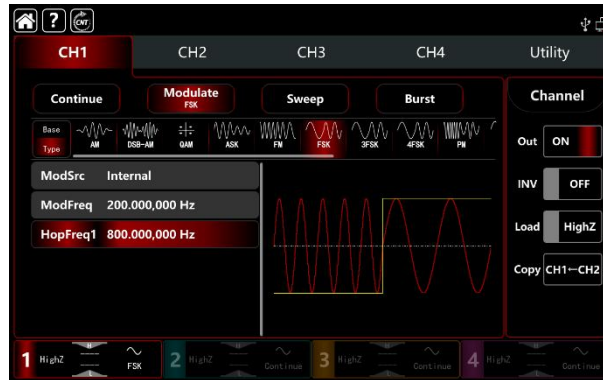 ? CNT
CH1 CH2 CH3 CH4 Utility
Continue Modulate FSK Sweep Burst Channel
Base Type AM DSB-AM QAM ASK FM FSK 3FSK 4FSK PM
Out ON
ModSrc Internal
INV OFF
ModFreq 200.000,000 Hz
Load HighZ
HopFreq1 800.000,000 Hz
Copy CH1←CH2
1 HighZ FSK 2 HighZ Continue 3 HighZ Continue 4 HighZ Continue